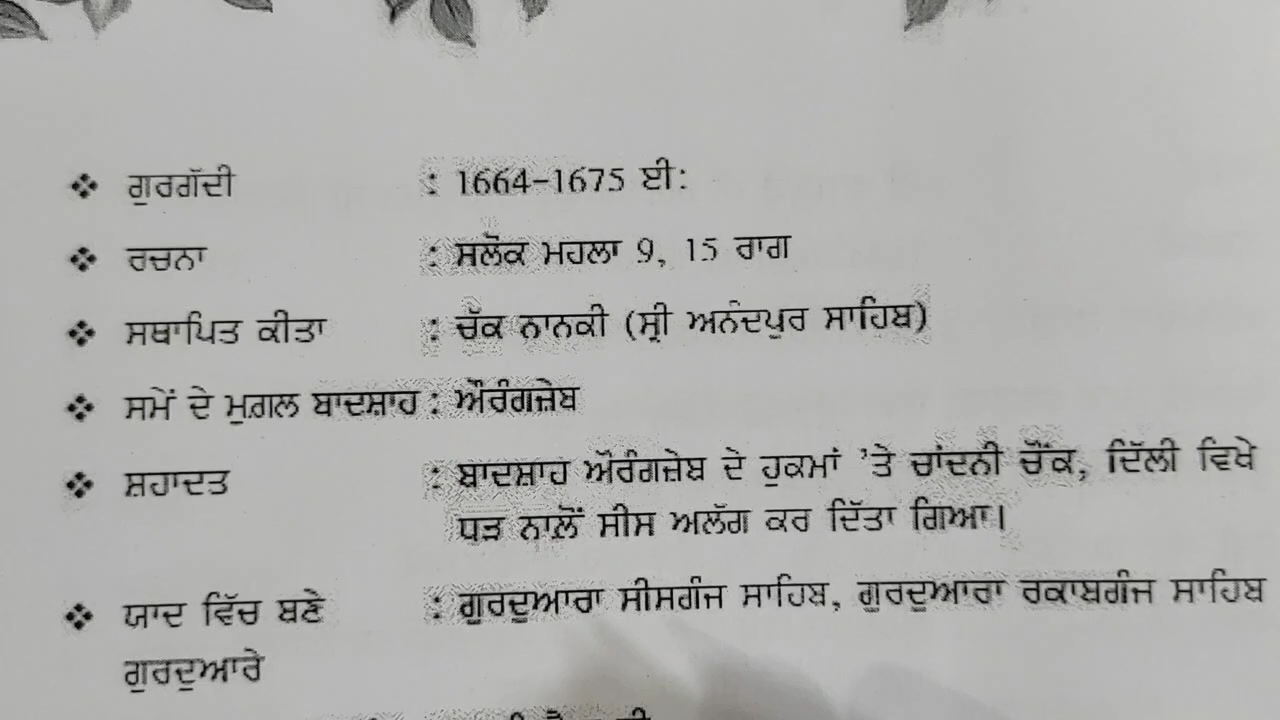 ❖ ਗੁਰਗੱਦੀ : 1664-1675 ਈ:
❖ ਰਚਨਾ : ਸਲੋਕ ਮਹਲਾ 9, 15 ਰਾਗ
❖ ਸਥਾਪਿਤ ਕੀਤਾ : ਚੱਕ ਨਾਨਕੀ (ਸ੍ਰੀ ਅਨੰਦਪੁਰ ਸਾਹਿਬ)
❖ ਸਮੇਂ ਦੇ ਮੁਗ਼ਲ ਬਾਦਸ਼ਾਹ : ਔਰੰਗਜ਼ੇਬ
❖ ਸ਼ਹਾਦਤ : ਬਾਦਸ਼ਾਹ ਔਰੰਗਜ਼ੇਬ ਦੇ ਹੁਕਮਾਂ ’ਤੇ ਚਾਂਦਨੀ ਚੌਂਕ, ਦਿੱਲੀ ਵਿਖੇ
ਧੜ ਨਾਲੋਂ ਸੀਸ ਅਲੱਗ ਕਰ ਦਿੱਤਾ ਗਿਆ।
❖ ਯਾਦ ਵਿੱਚ ਬਣੇ : ਗੁਰਦੁਆਰਾ ਸੀਸਗੰਜ ਸਾਹਿਬ, ਗੁਰਦੁਆਰਾ ਰਕਾਬਗੰਜ ਸਾਹਿਬ
ਗੁਰਦੁਆਰੇ